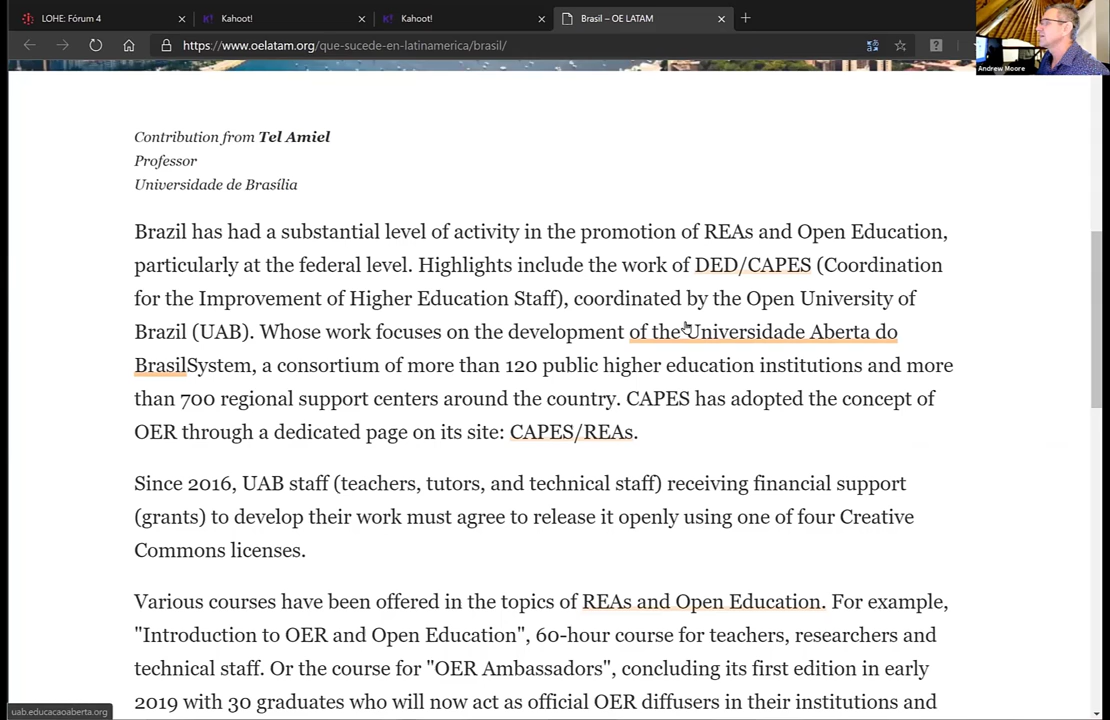 LOHE: Fórum 4
Kahoot!
Kahoot!
Brasil – OE LATAM
https://www.oelatam.org/que-sucede-en-latinamerica/brasil/
Andrew Moore
Contribution from Tel Amiel
Professor
Universidade de Brasília
Brazil has had a substantial level of activity in the promotion of REAs and Open Education,
particularly at the federal level. Highlights include the work of DED/CAPES (Coordination
for the Improvement of Higher Education Staff), coordinated by the Open University of
Brazil (UAB). Whose work focuses on the development of the Universidade Aberta do
BrasilSystem, a consortium of more than 120 public higher education institutions and more
than 700 regional support centers around the country. CAPES has adopted the concept of
OER through a dedicated page on its site: CAPES/REAs.
Since 2016, UAB staff (teachers, tutors, and technical staff) receiving financial support
(grants) to develop their work must agree to release it openly using one of four Creative
Commons licenses.
Various courses have been offered in the topics of REAs and Open Education. For example,
"Introduction to OER and Open Education", 60-hour course for teachers, researchers and
technical staff. Or the course for "OER Ambassadors", concluding its first edition in early
2019 with 30 graduates who will now act as official OER diffusers in their institutions and
uab.educacaoaberta.org